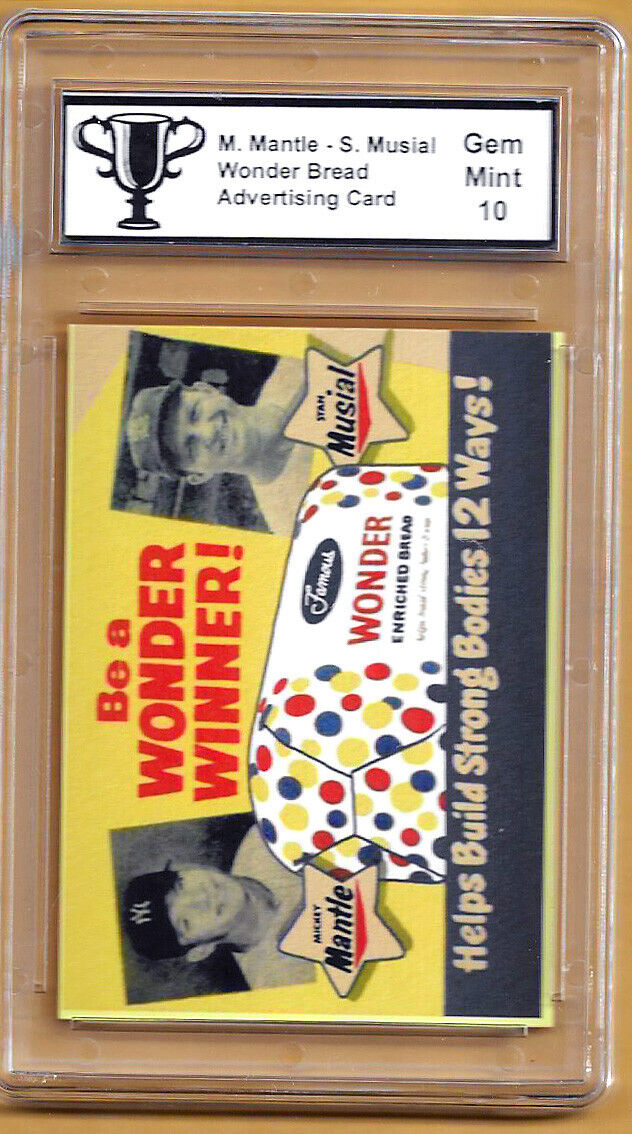 M. Mantle - S. Musial
Wonder Bread
Advertising Card
Gem
Mint
10
Be a
WONDER
WINNER!
STAN
Musial
MICKEY
Mantle
NY
Famous
WONDER
ENRICHED BREAD
Helps Build Strong Bodies 12 Ways!